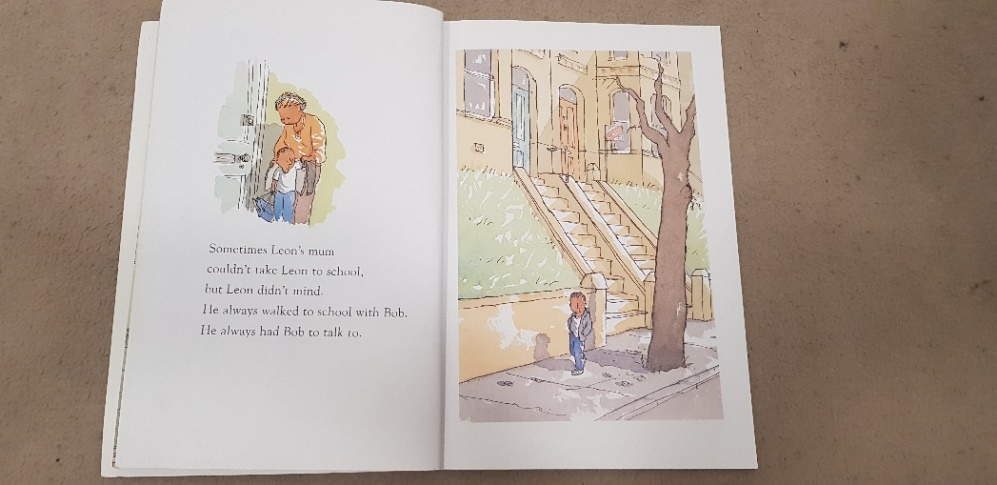 Sometimes Leon's mum
couldn't take Leon to school,
but Leon didn't mind.
He always walked to school with Bob.
He always had Bob to talk to.